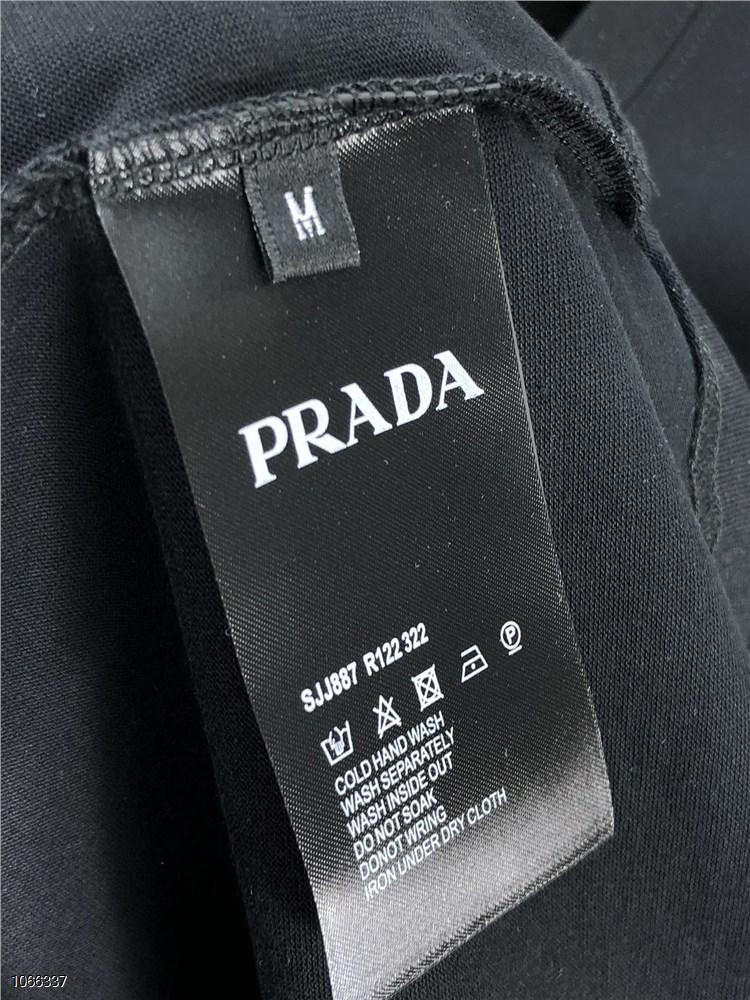 M
PRADA
SJJ887 R122 322
P
COLD HAND WASH
WASH SEPARATELY
WASH INSIDE OUT
DO NOT SOAK
DONOT WRING
IRON UNDER DRY CLOTH
1066337